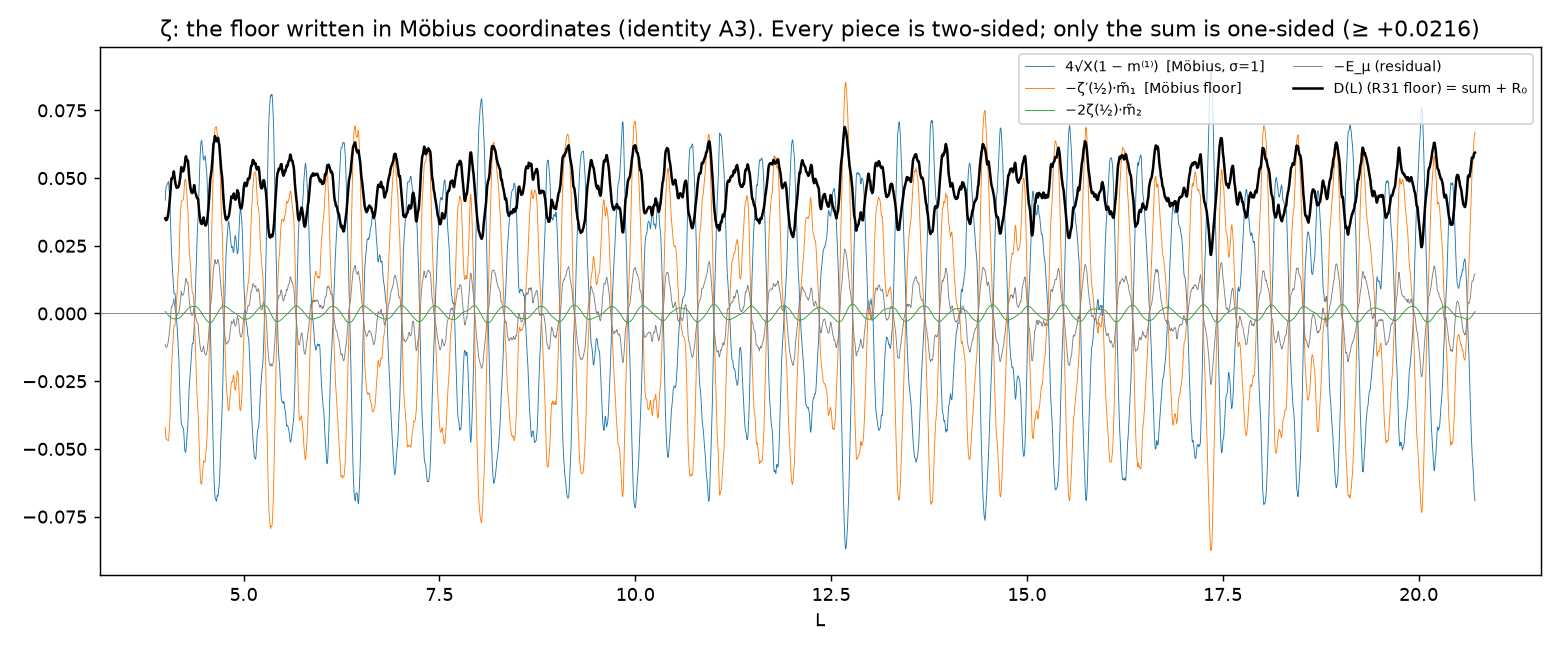 ζ: the floor written in Möbius coordinates (identity A3). Every piece is two-sided; only the sum is one-sided (≥ +0.0216)
4√X(1 − m⁽¹⁾) [Möbius, σ=1]
−ζ′(½)·m̃₁ [Möbius floor]
−2ζ(½)·m̃₂
−E_μ (residual)
D(L) (R31 floor) = sum + R₀
0.075
0.050
0.025
0.000
−0.025
−0.050
−0.075
5.0 7.5 10.0 12.5 15.0 17.5 20.0
L